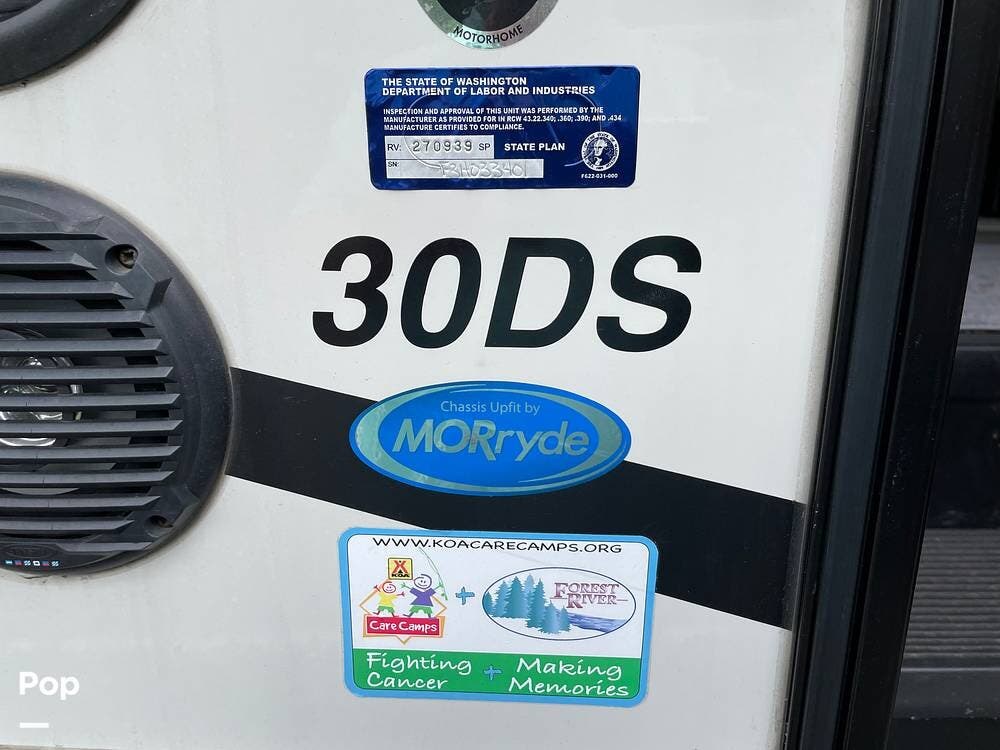 MOTORHOME
THE STATE OF WASHINGTON
DEPARTMENT OF LABOR AND INDUSTRIES
INSPECTION AND APPROVAL OF THIS UNIT WAS PERFORMED BY THE
MANUFACTURER AS PROVIDED FOR IN RCW 43.22.340; .360; .390; AND .434
MANUFACTURE CERTIFIES TO COMPLIANCE.
RV: 270939 SP STATE PLAN
SN:
F622-031-000
30DS
Chassis Upfit by
MORryde
WWW.KOACARECAMPS.ORG
KOA
Care Camps
+
FOREST
RIVER
Fighting
Cancer
+
Making
Memories
Pop